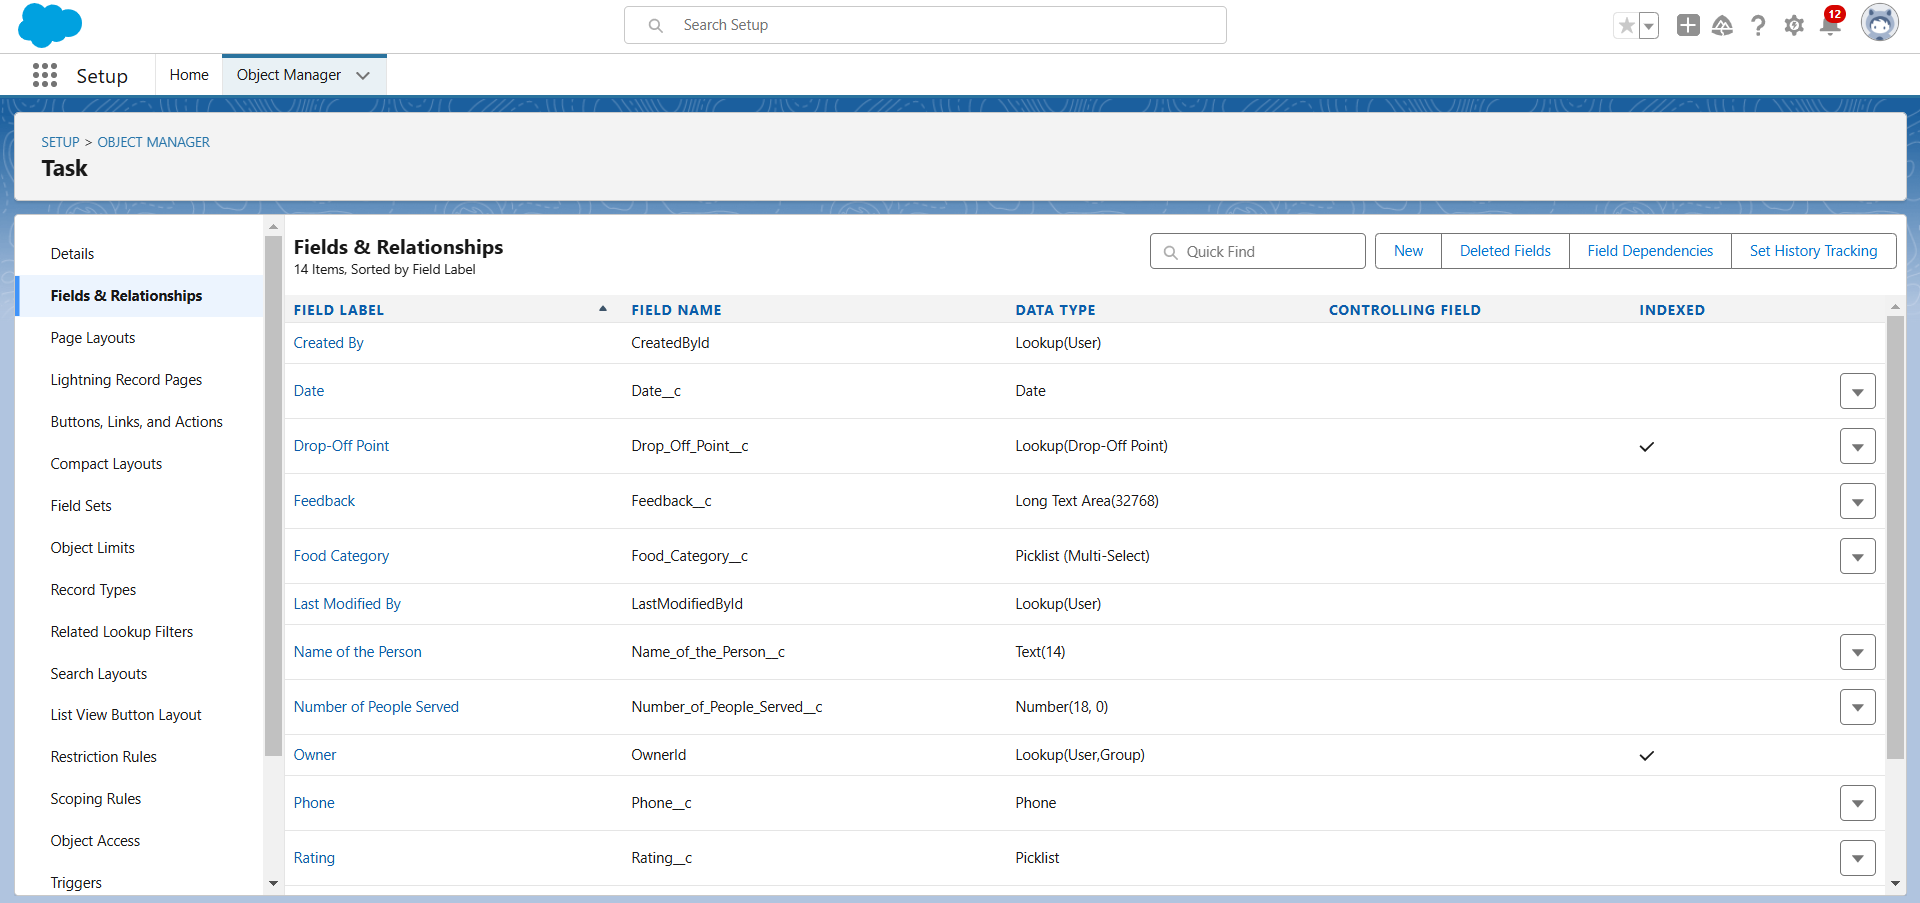 Search Setup
12
Setup
Home
Object Manager
SETUP > OBJECT MANAGER
Task
Details
Fields & Relationships
Page Layouts
Lightning Record Pages
Buttons, Links, and Actions
Compact Layouts
Field Sets
Object Limits
Record Types
Related Lookup Filters
Search Layouts
List View Button Layout
Restriction Rules
Scoping Rules
Object Access
Triggers
Fields & Relationships
14 Items, Sorted by Field Label
Quick Find
New
Deleted Fields
Field Dependencies
Set History Tracking
FIELD LABEL FIELD NAME DATA TYPE CONTROLLING FIELD INDEXED
Created By CreatedById Lookup(User)
Date Date__c Date
Drop-Off Point Drop_Off_Point__c Lookup(Drop-Off Point)
Feedback Feedback__c Long Text Area(32768)
Food Category Food_Category__c Picklist (Multi-Select)
Last Modified By LastModifiedById Lookup(User)
Name of the Person Name_of_the_Person__c Text(14)
Number of People Served Number_of_People_Served__c Number(18, 0)
Owner OwnerId Lookup(User,Group)
Phone Phone__c Phone
Rating Rating__c Picklist